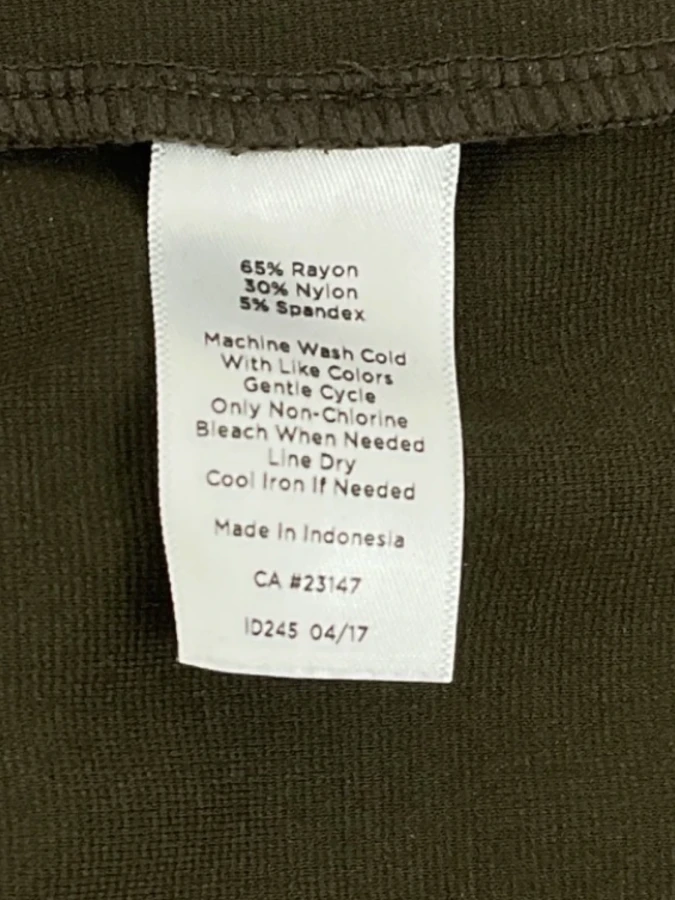 65% Rayon
30% Nylon
5% Spandex
Machine Wash Cold
With Like Colors
Gentle Cycle
Only Non-Chlorine
Bleach When Needed
Line Dry
Cool Iron If Needed
Made In Indonesia
CA #23147
ID245 04/17